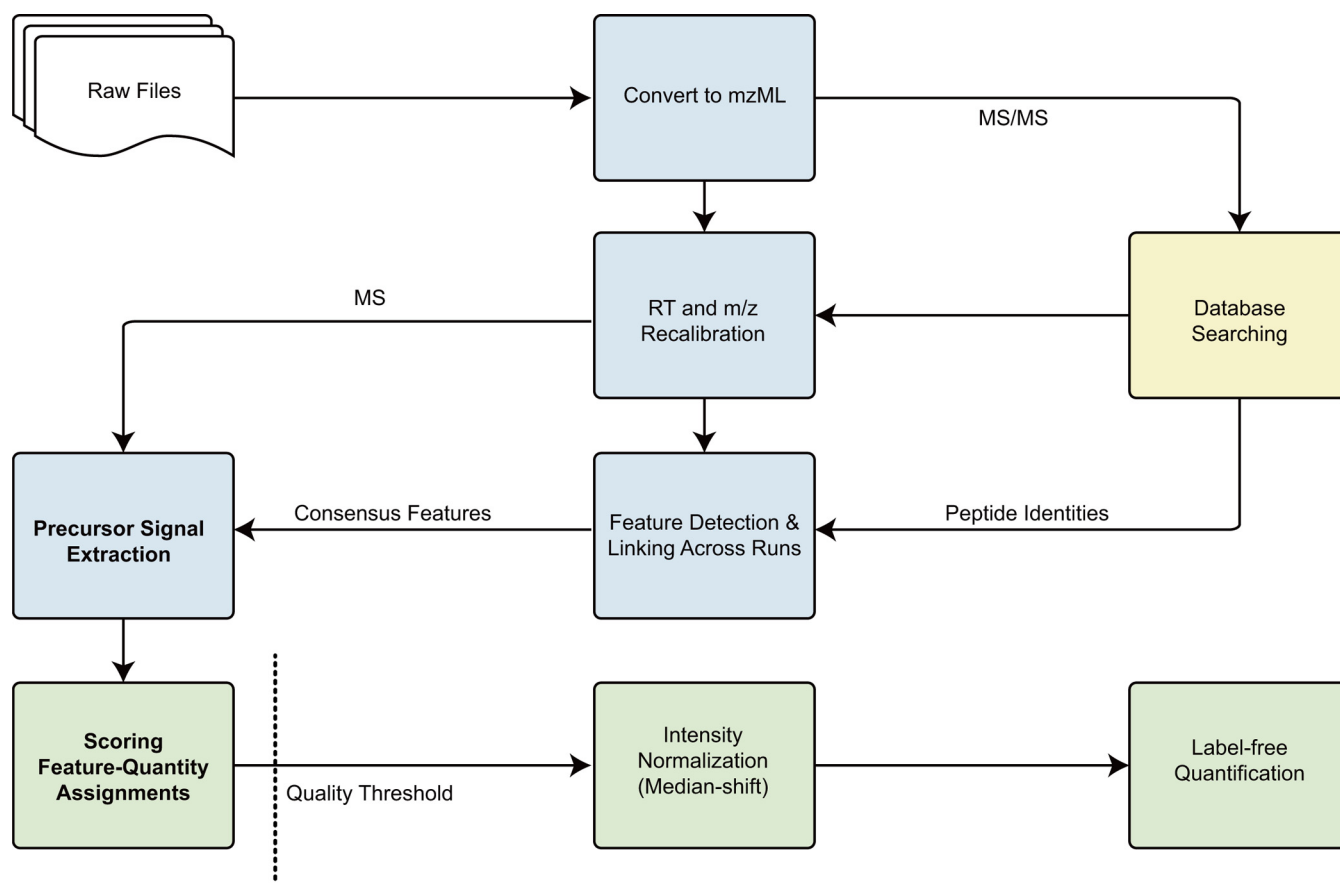 Raw Files
Convert to mzML
MS/MS
MS
RT and m/z
Recalibration
Database
Searching
Precursor Signal
Extraction
Consensus Features
Feature Detection &
Linking Across Runs
Peptide Identities
Scoring
Feature-Quantity
Assignments
Quality Threshold
Intensity
Normalization
(Median-shift)
Label-free
Quantification